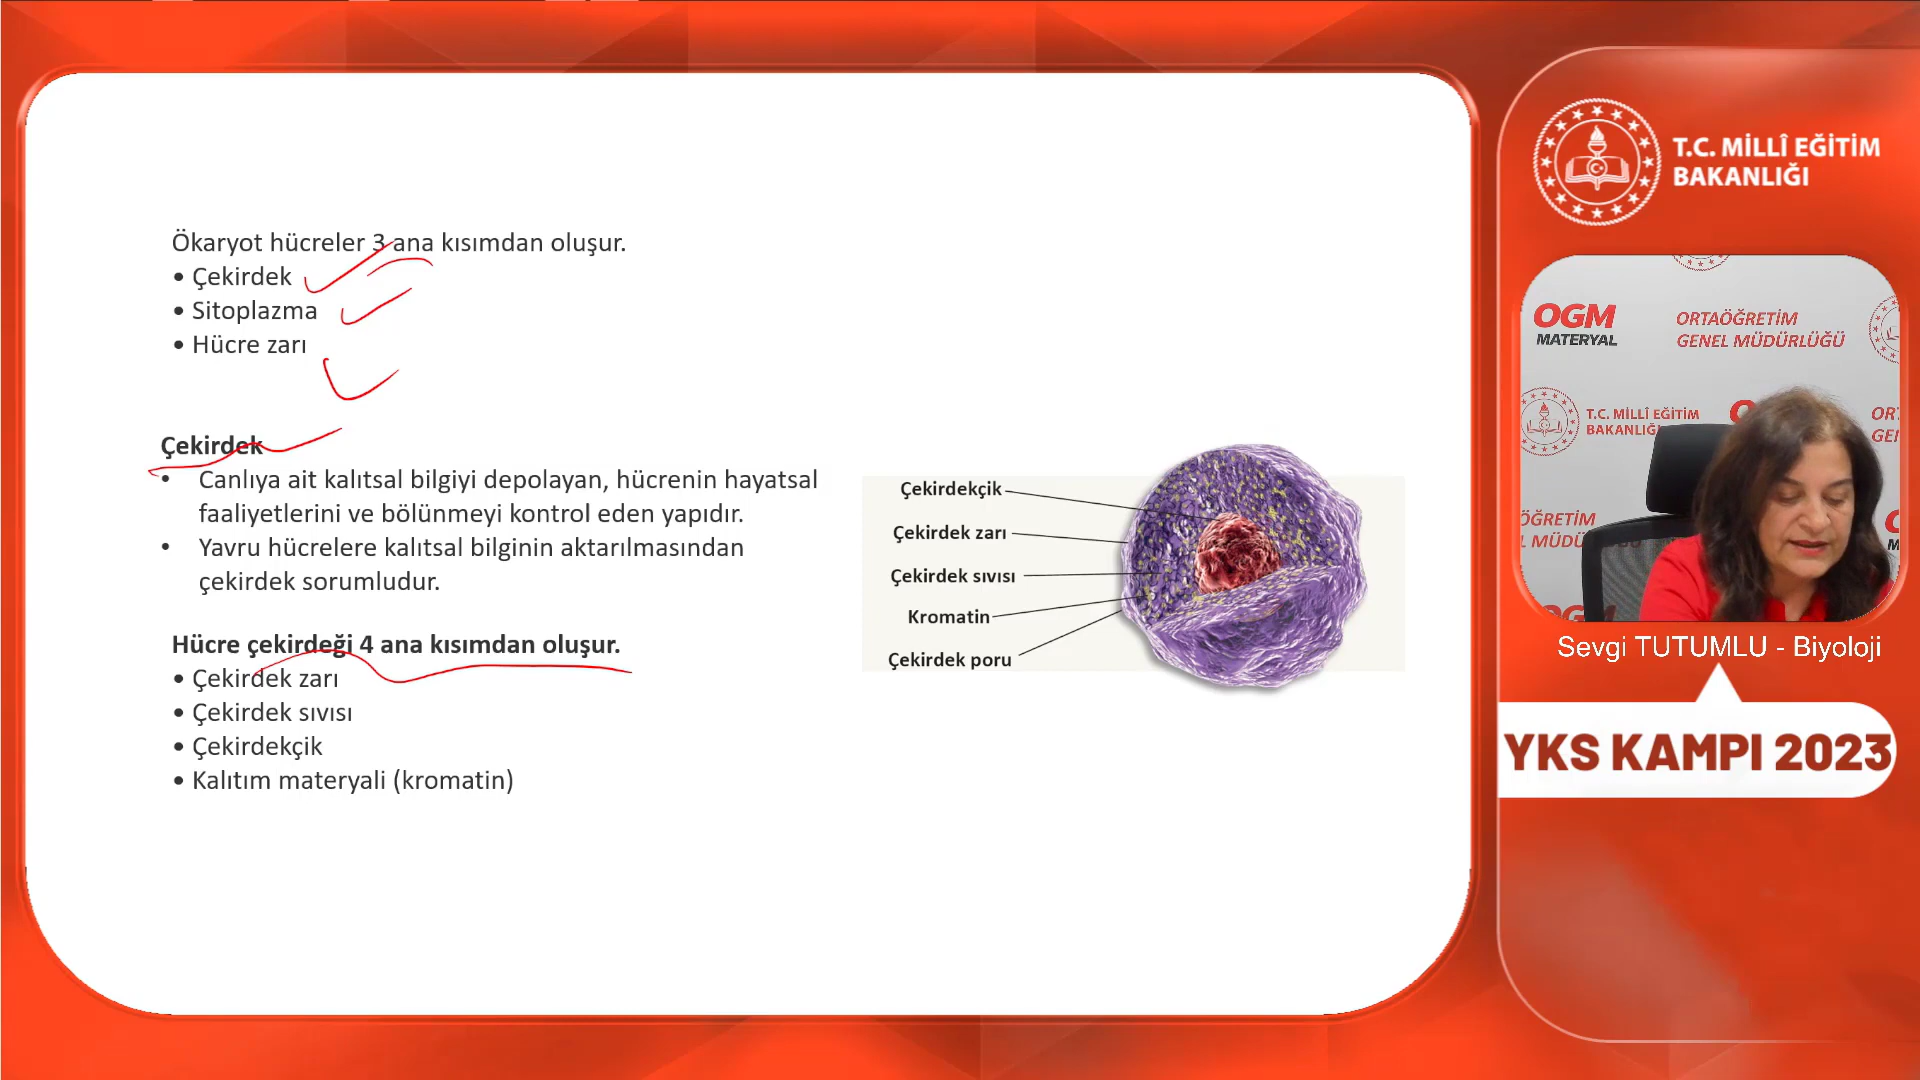 Ökaryot hücreler 3 ana kısımdan oluşur.
• Çekirdek
• Sitoplazma
• Hücre zarı
Çekirdek
• Canlıya ait kalıtsal bilgiyi depolayan, hücrenin hayatsal
faaliyetlerini ve bölünmeyi kontrol eden yapıdır.
• Yavru hücrelere kalıtsal bilginin aktarılmasından
çekirdek sorumludur.
Hücre çekirdeği 4 ana kısımdan oluşur.
• Çekirdek zarı
• Çekirdek sıvısı
• Çekirdekçik
• Kalıtım materyali (kromatin)
Çekirdekçik
Çekirdek zarı
Çekirdek sıvısı
Kromatin
Çekirdek poru
T.C. MİLLÎ EĞİTİM
BAKANLIĞI
OGM
MATERYAL
ORTAÖĞRETİM
GENEL MÜDÜRLÜĞÜ
T.C. MİLLÎ EĞİTİM
BAKANLIĞI
Sevgi TUTUMLU - Biyoloji
YKS KAMPI 2023